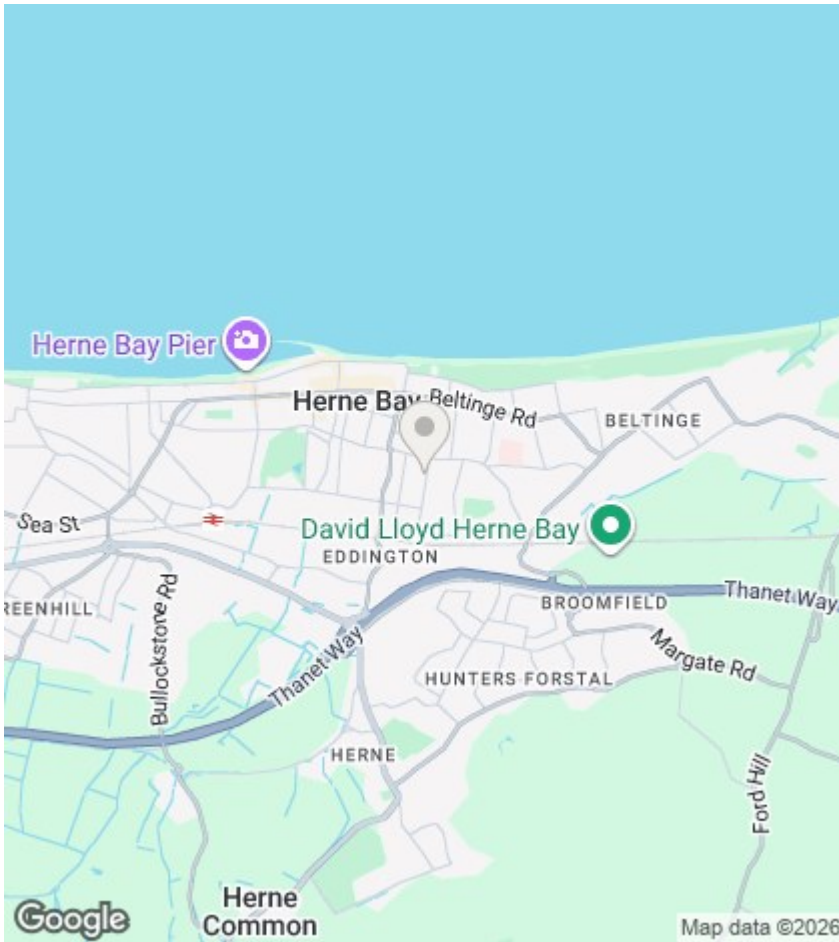 Herne Bay Pier
Herne Bay
Beltinge Rd
BELTINGE
Sea St
David Lloyd Herne Bay
EDDINGTON
REENHILL
BROOMFIELD
Thanet Way
Bullockstone Rd
Thanet Way
Margate Rd
HUNTERS FORSTAL
HERNE
Ford Hill
Herne
Common
Google
Map data ©2026